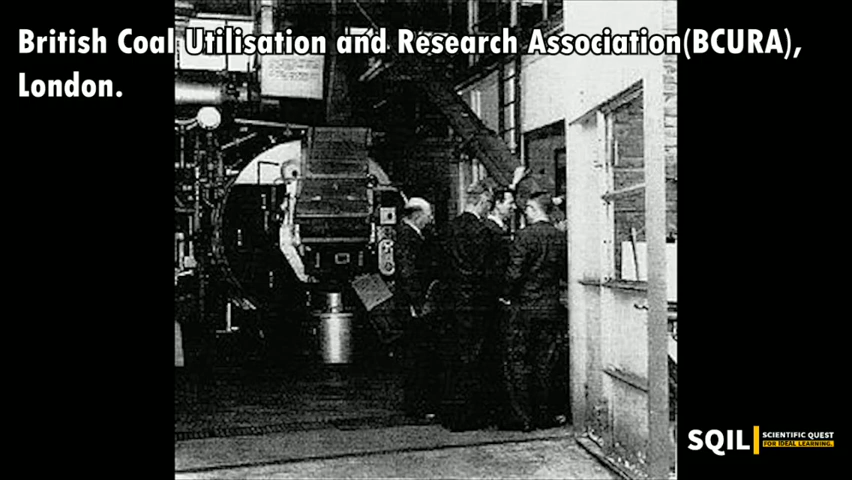 British Coal Utilisation and Research Association(BCURA),
London.
SQIL
SCIENTIFIC QUEST
FOR IDEAL LEARNING.